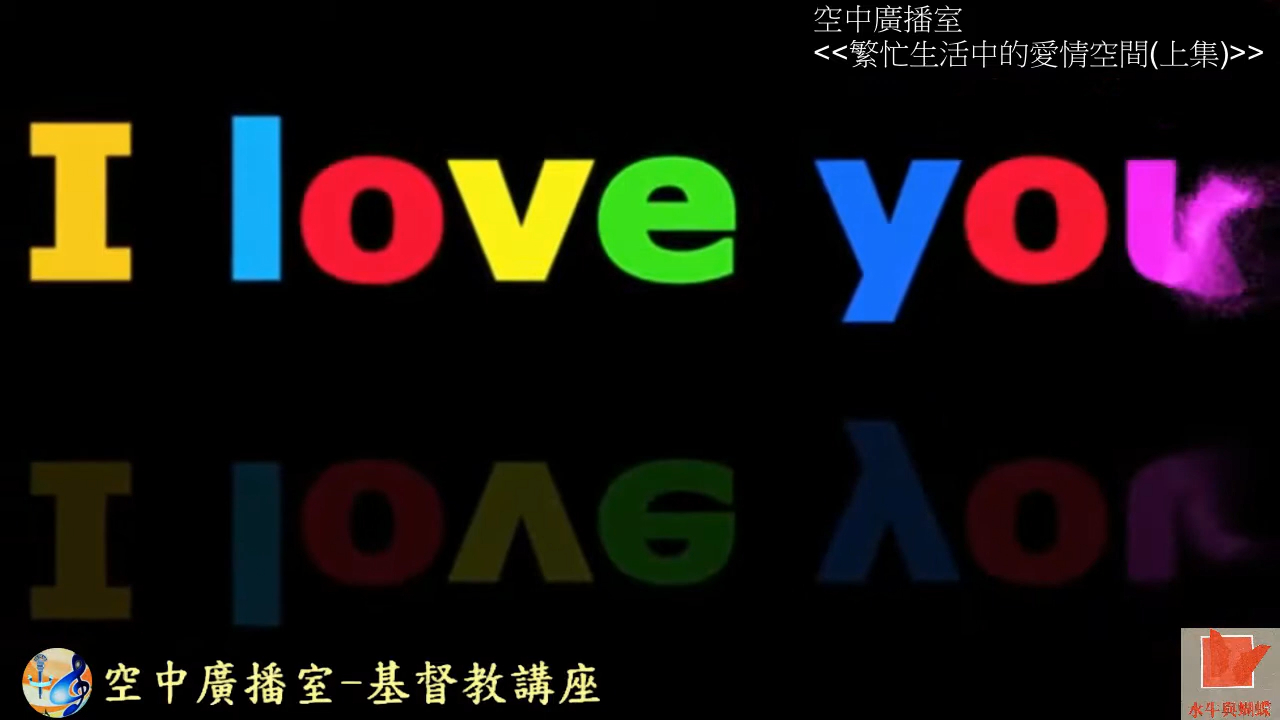 空中廣播室
<<繁忙生活中的愛情空間(上集)>>
I love you
空中廣播室-基督教講座
水牛與蝴蝶